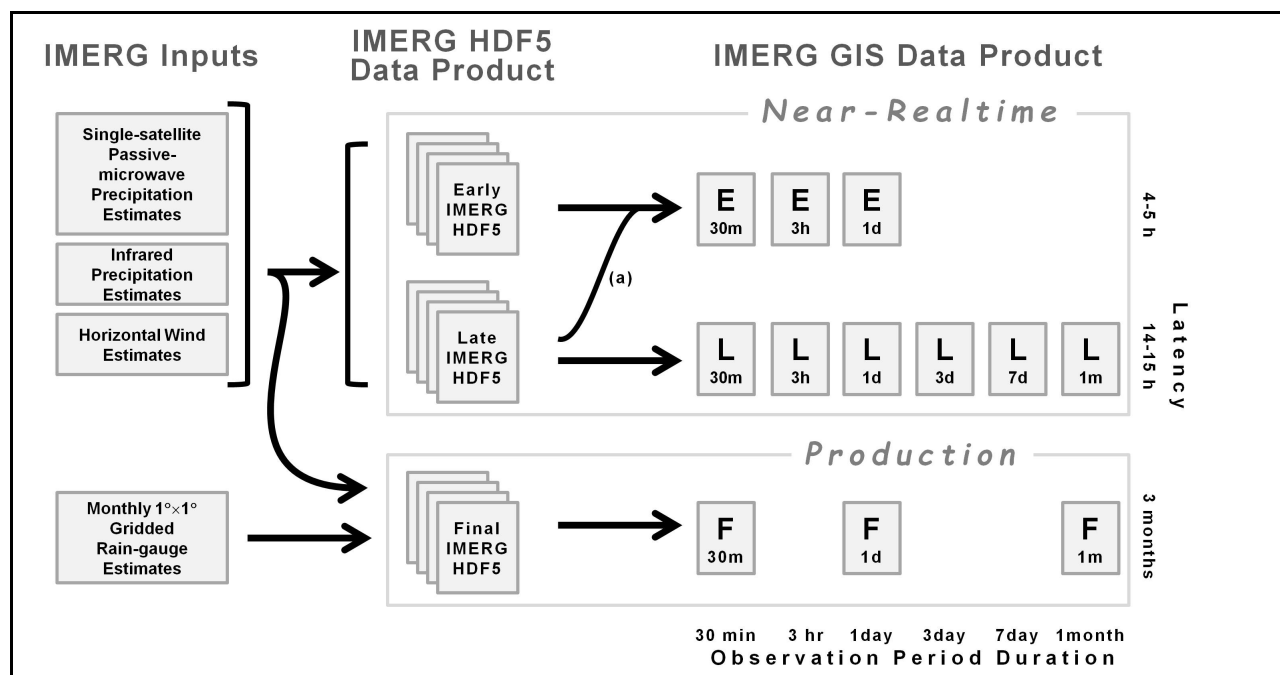 IMERG Inputs
IMERG HDF5
Data Product
IMERG GIS Data Product
Single-satellite
Passive-
microwave
Precipitation
Estimates
Infrared
Precipitation
Estimates
Horizontal Wind
Estimates
Near-Realtime
Early
IMERG
HDF5
E
30m
E
3h
E
1d
4-5 h
(a)
Late
IMERG
HDF5
L
30m
L
3h
L
1d
L
3d
L
7d
L
1m
14-15 h
Latency
Monthly 1°×1°
Gridded
Rain-gauge
Estimates
Production
Final
IMERG
HDF5
F
30m
F
1d
F
1m
3 months
30 min 3 hr 1day 3day 7day 1month
Observation Period Duration